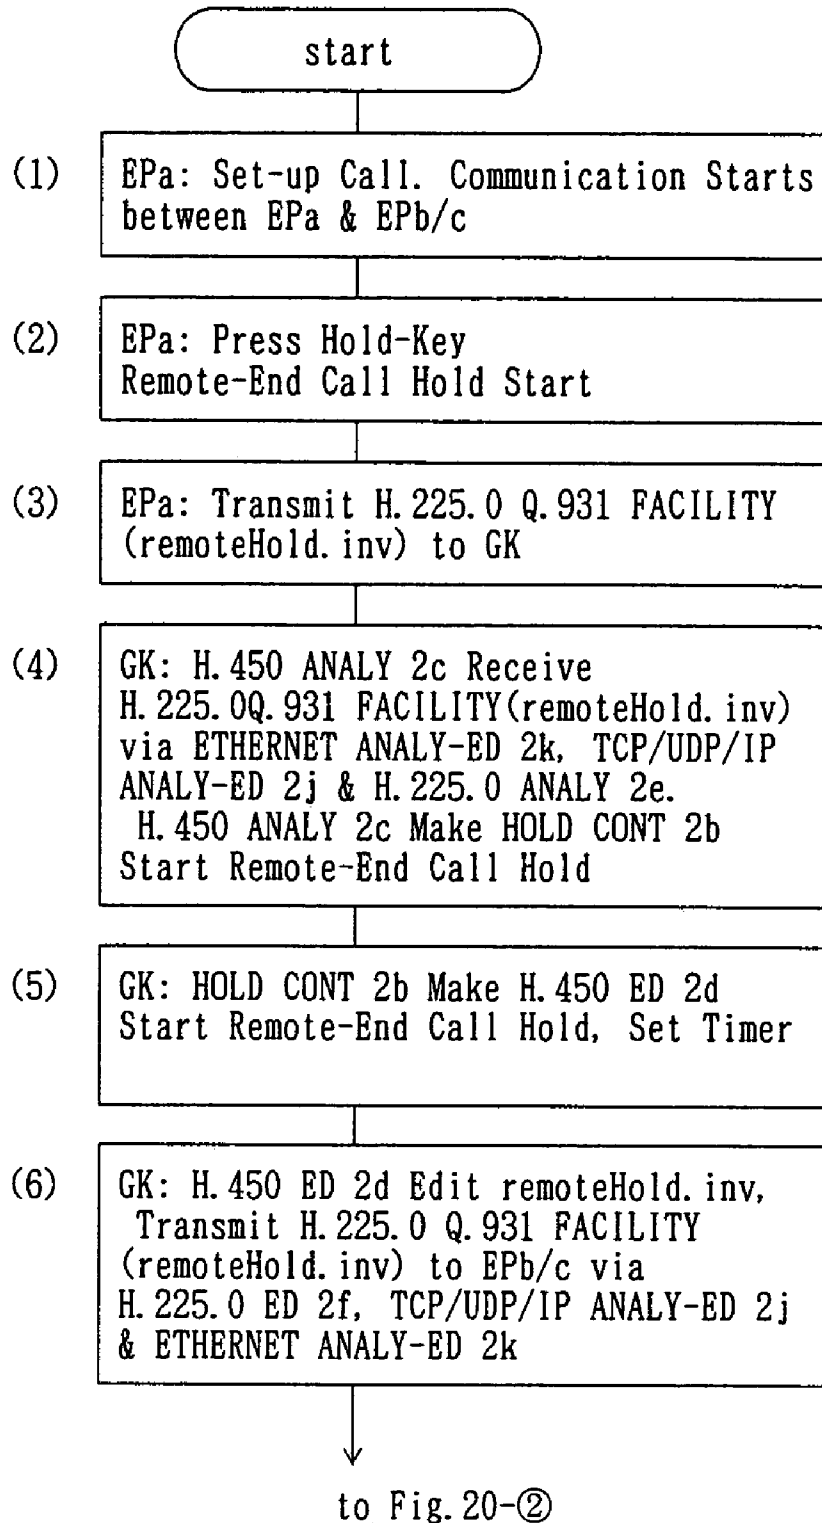 start
(1) EPa: Set-up Call. Communication Starts
between EPa & EPb/c
(2) EPa: Press Hold-Key
Remote-End Call Hold Start
(3) EPa: Transmit H.225.0 Q.931 FACILITY
(remoteHold.inv) to GK
(4) GK: H.450 ANALY 2c Receive
H.225.0Q.931 FACILITY(remoteHold.inv)
via ETHERNET ANALY-ED 2k, TCP/UDP/IP
ANALY-ED 2j & H.225.0 ANALY 2e.
H.450 ANALY 2c Make HOLD CONT 2b
Start Remote-End Call Hold
(5) GK: HOLD CONT 2b Make H.450 ED 2d
Start Remote-End Call Hold, Set Timer
(6) GK: H.450 ED 2d Edit remoteHold.inv,
Transmit H.225.0 Q.931 FACILITY
(remoteHold.inv) to EPb/c via
H.225.0 ED 2f, TCP/UDP/IP ANALY-ED 2j
& ETHERNET ANALY-ED 2k
to Fig.20-②